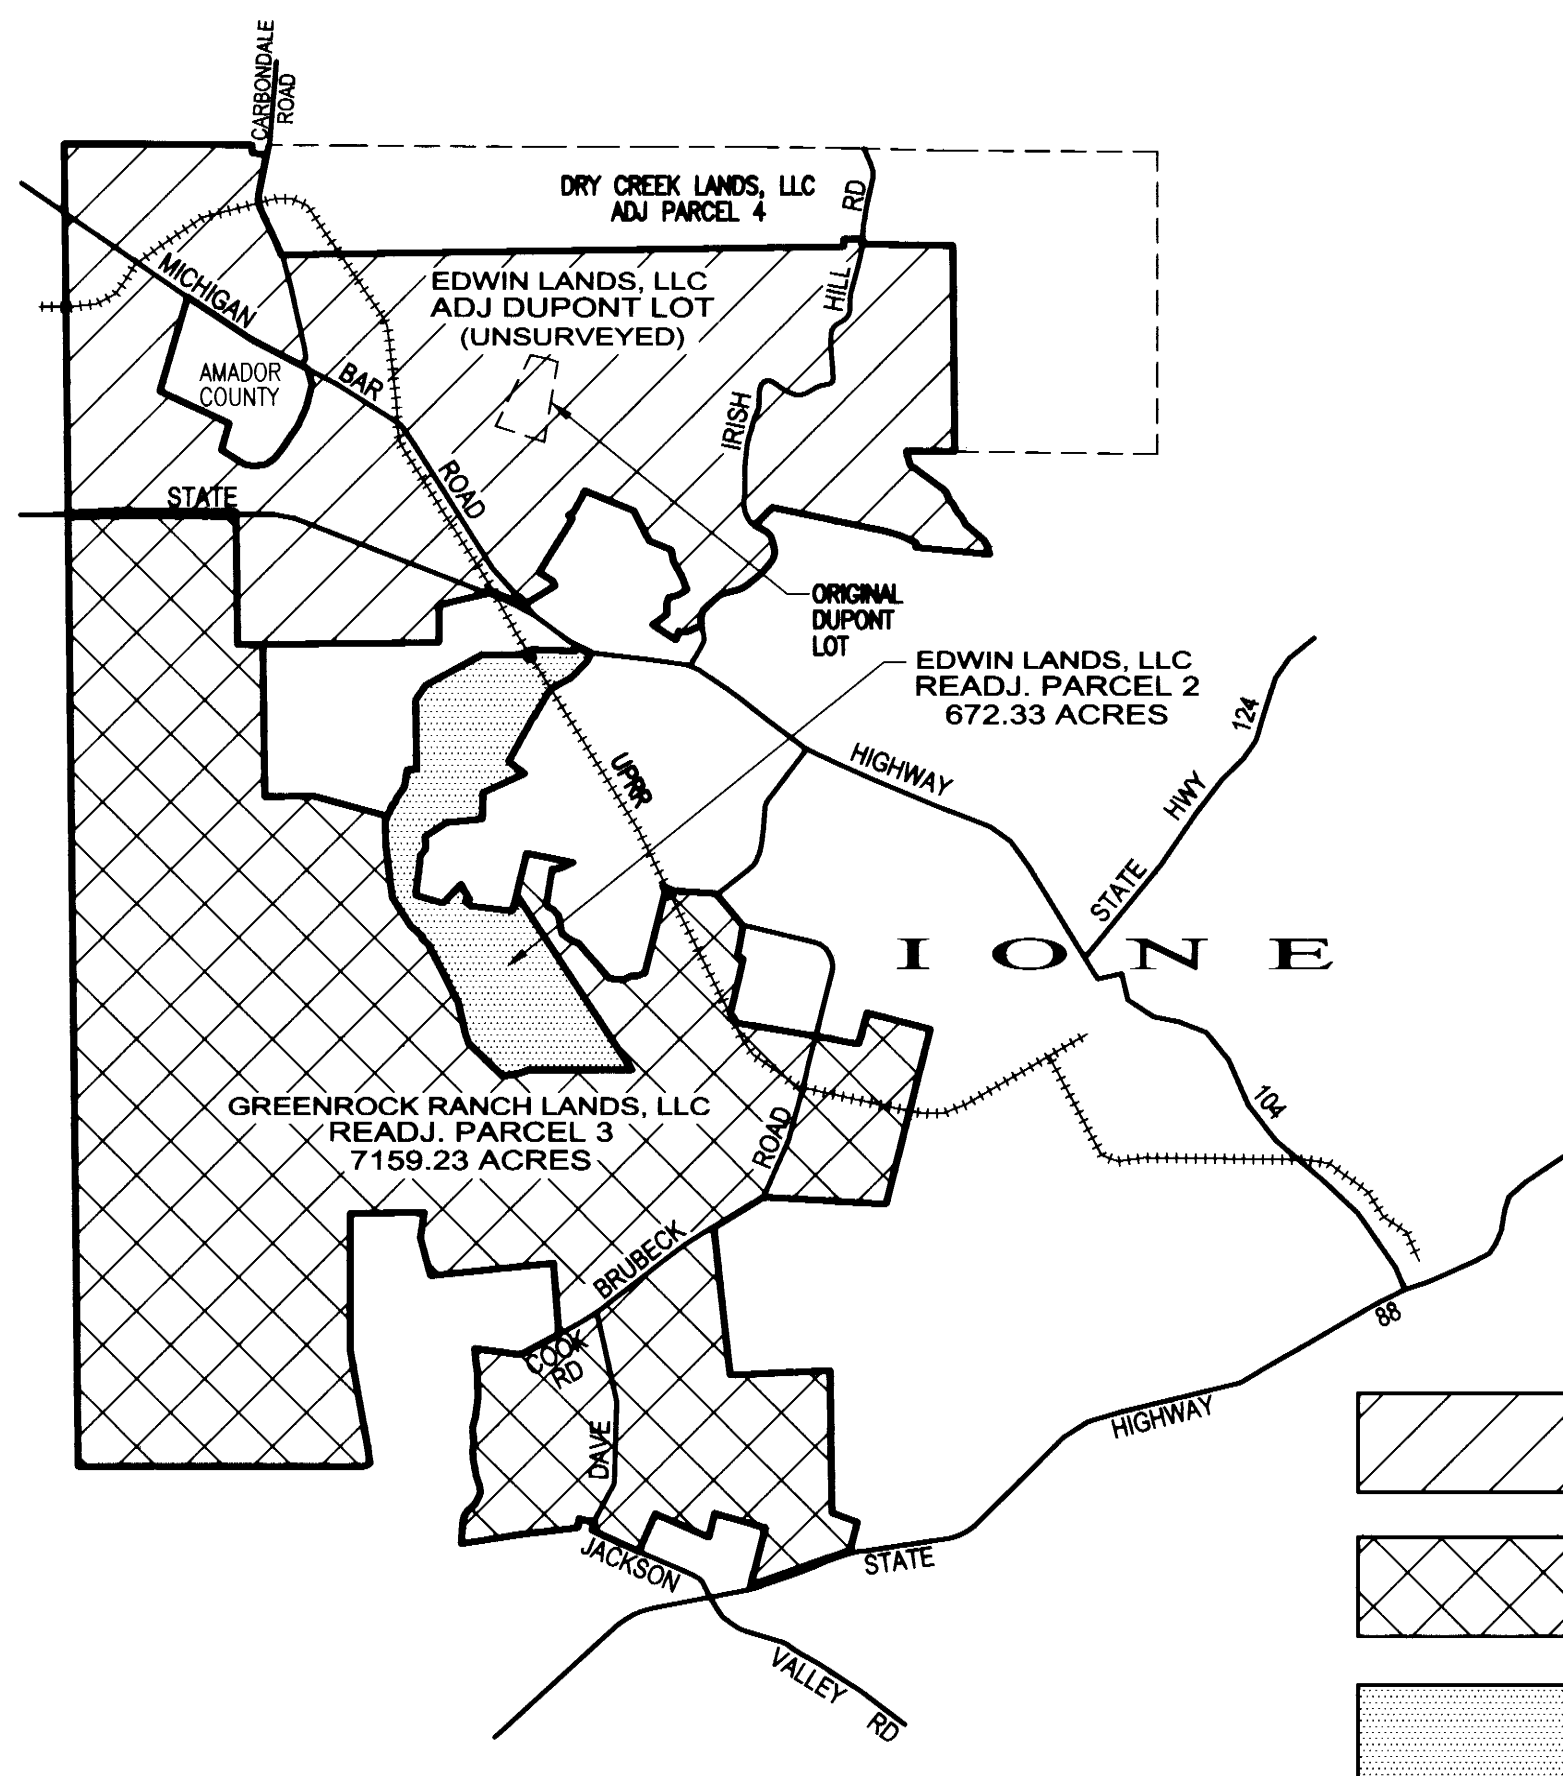 CARBONDALE
ROAD
DRY CREEK LANDS, LLC
ADJ PARCEL 4
RD
HILL
IRISH
EDWIN LANDS, LLC
ADJ DUPONT LOT
(UNSURVEYED)
MICHIGAN
BAR
ROAD
AMADOR
COUNTY
STATE
ORIGINAL
DUPONT
LOT
EDWIN LANDS, LLC
READJ. PARCEL 2
672.33 ACRES
UPRR
HIGHWAY
124
HWY
STATE
IONE
104
GREENROCK RANCH LANDS, LLC
READJ. PARCEL 3
7159.23 ACRES
ROAD
BRUBECK
COOK
RD
DAVE
88
HIGHWAY
STATE
JACKSON
VALLEY
RD